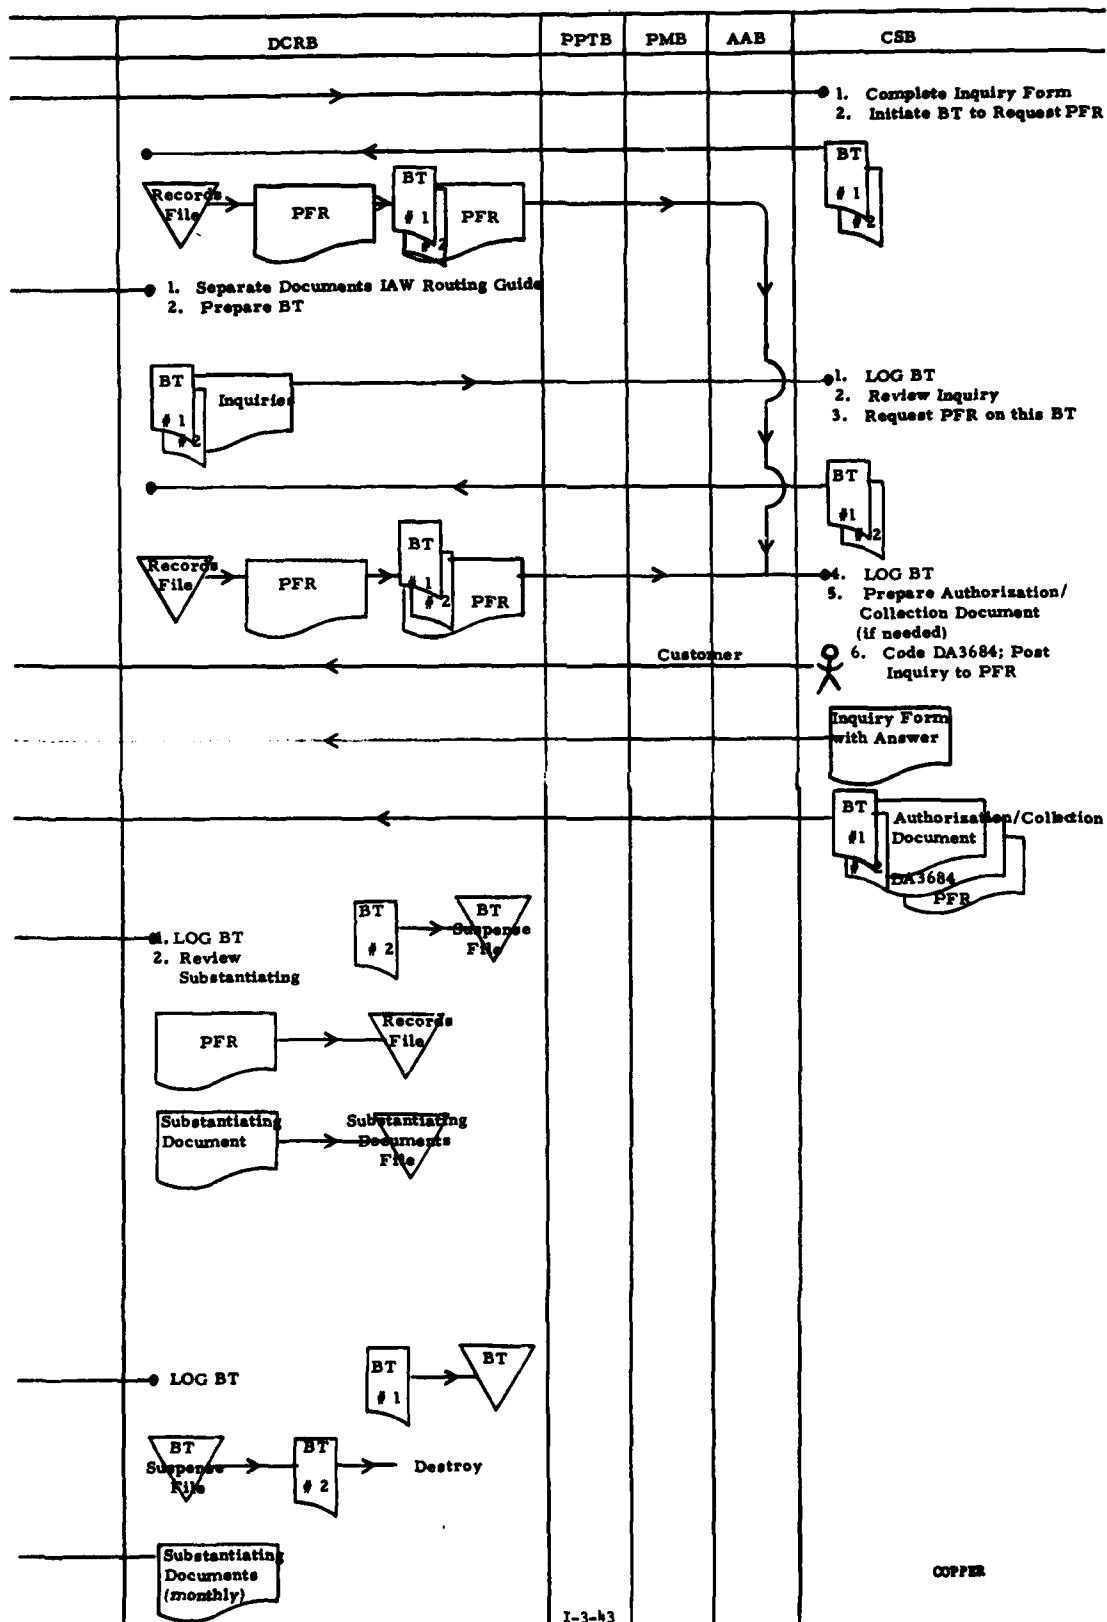 DCRB PPTB PMB AAB CSB
1. Complete Inquiry Form
2. Initiate BT to Request PFR
BT
# 1
# 2
Records
File
PFR
BT
# 1
# 2
PFR
1. Separate Documents IAW Routing Guide
2. Prepare BT
BT
# 1
# 2
Inquiries
1. LOG BT
2. Review Inquiry
3. Request PFR on this BT
BT
#1
# 2
Records
File
PFR
BT
# 1
# 2
PFR
4. LOG BT
5. Prepare Authorization/
Collection Document
(if needed)
6. Code DA3684; Post
Inquiry to PFR
Customer
Inquiry Form
with Answer
BT
#1
# 2
Authorization/Collection
Document
DA3684
PFR
1. LOG BT
2. Review
Substantiating
BT
# 2
BT
Suspense
File
PFR
Records
File
Substantiating
Document
Substantiating
Documents
File
LOG BT
BT
# 1
BT
BT
Suspense
File
BT
# 2
Destroy
Substantiating
Documents
(monthly)
COPPER
I-3-43